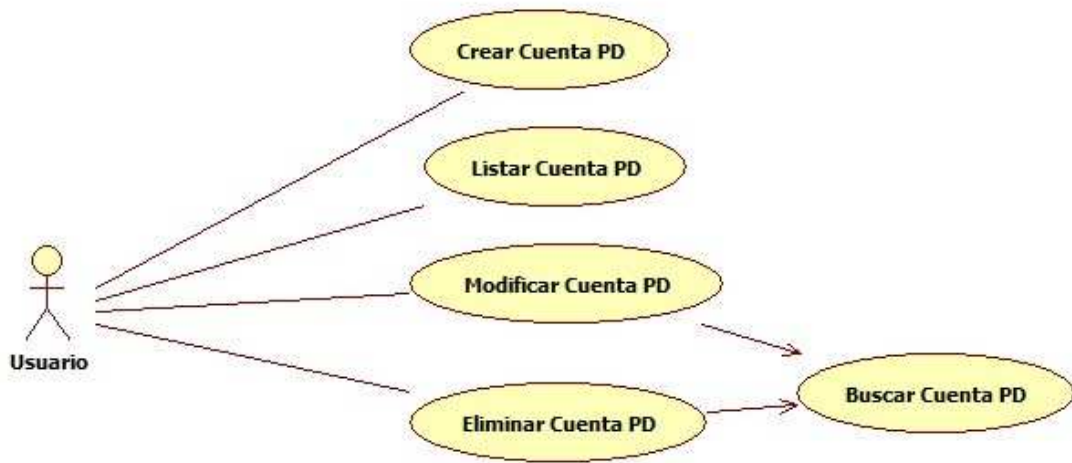 Crear Cuenta PD
Listar Cuenta PD
Modificar Cuenta PD
Usuario
Buscar Cuenta PD
Eliminar Cuenta PD